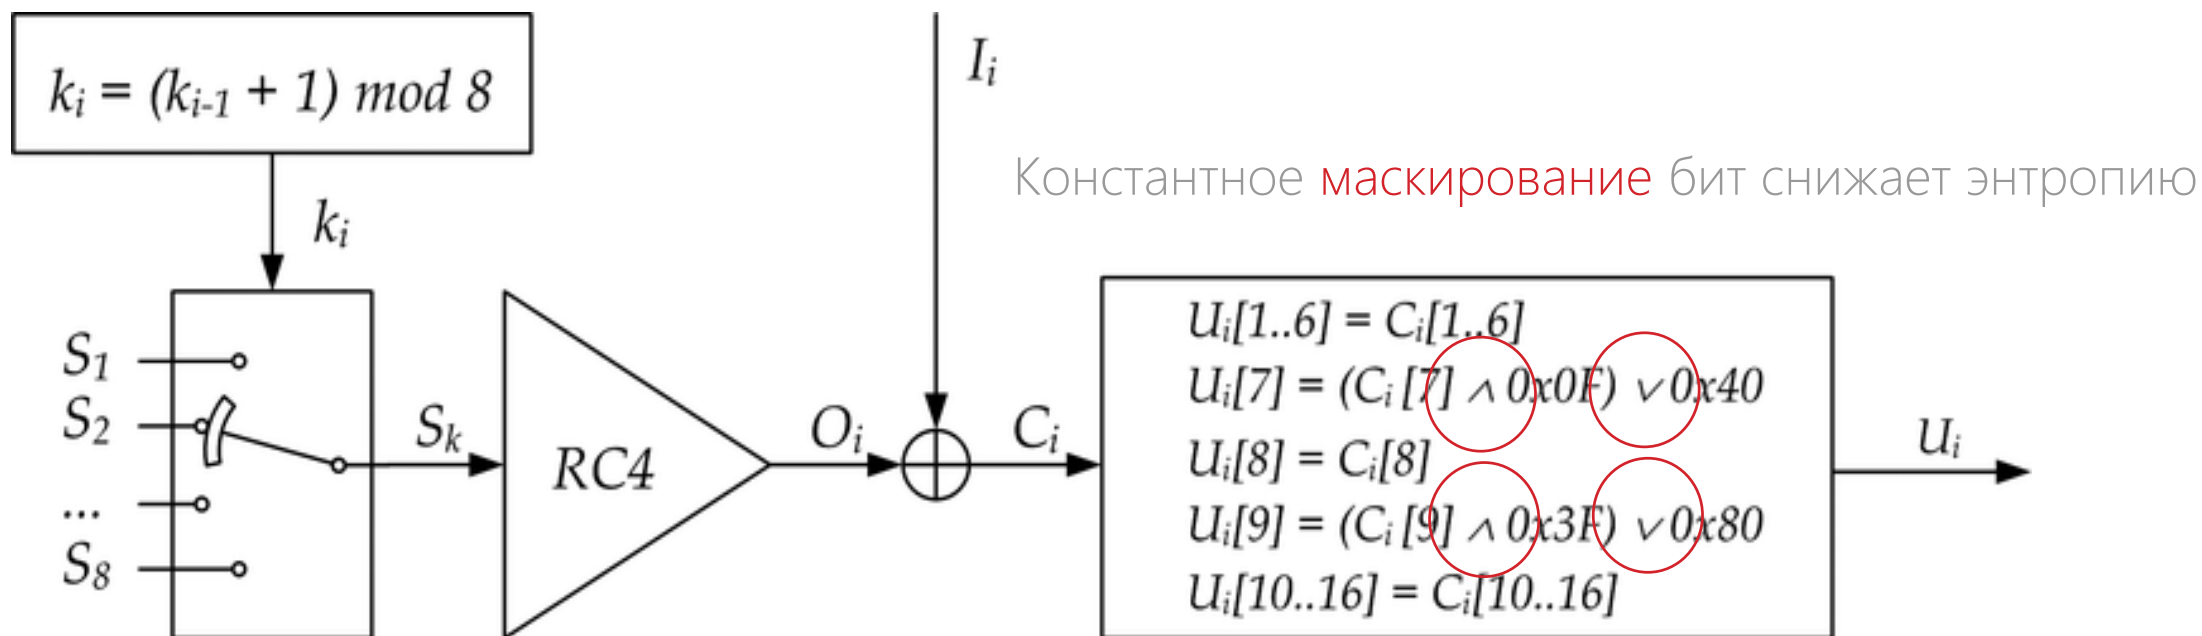 kᵢ = (kᵢ₋₁ + 1) mod 8
Iᵢ
Константное маскирование бит снижает энтропию
kᵢ
S₁
S₂
...
S₈
Sₖ
RC4
Oᵢ
Cᵢ
Uᵢ[1..6] = Cᵢ[1..6]
Uᵢ[7] = (Cᵢ [7] ∧ 0x0F) ∨ 0x40
Uᵢ[8] = Cᵢ[8]
Uᵢ[9] = (Cᵢ [9] ∧ 0x3F) ∨ 0x80
Uᵢ[10..16] = Cᵢ[10..16]
Uᵢ